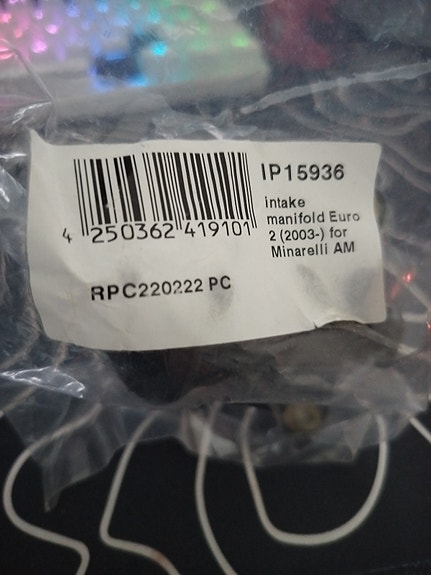 IP15936
intake
manifold Euro
2 (2003-) for
Minarelli AM
4 250362 419101
RPC220222 PC